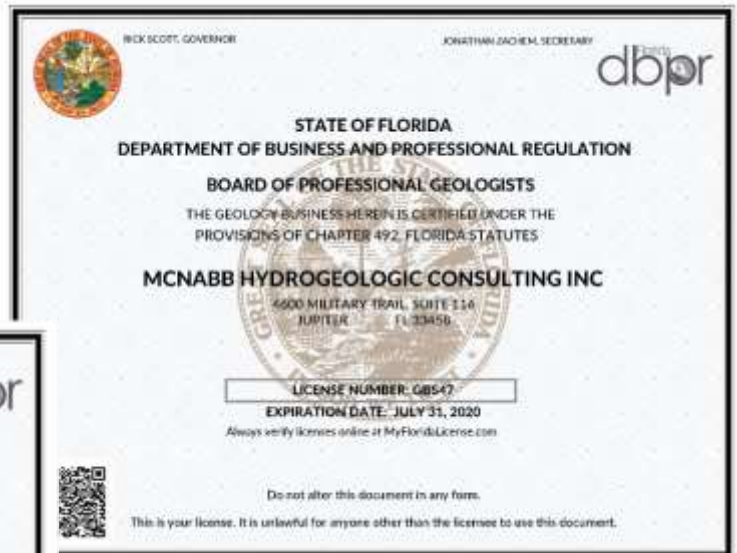 RICK SCOTT, GOVERNOR
JONATHAN ZACHEM, SECRETARY
Florida
dbpr
STATE OF FLORIDA
DEPARTMENT OF BUSINESS AND PROFESSIONAL REGULATION
BOARD OF PROFESSIONAL GEOLOGISTS
THE GEOLOGY BUSINESS HEREIN IS CERTIFIED UNDER THE
PROVISIONS OF CHAPTER 492, FLORIDA STATUTES
MCNABB HYDROGEOLOGIC CONSULTING INC
4600 MILITARY TRAIL, SUITE 116
JUPITER FL 33458
LICENSE NUMBER: GB547
EXPIRATION DATE: JULY 31, 2020
Always verify licenses online at MyFloridaLicense.com
Do not alter this document in any form.
This is your license. It is unlawful for anyone other than the licensee to use this document.